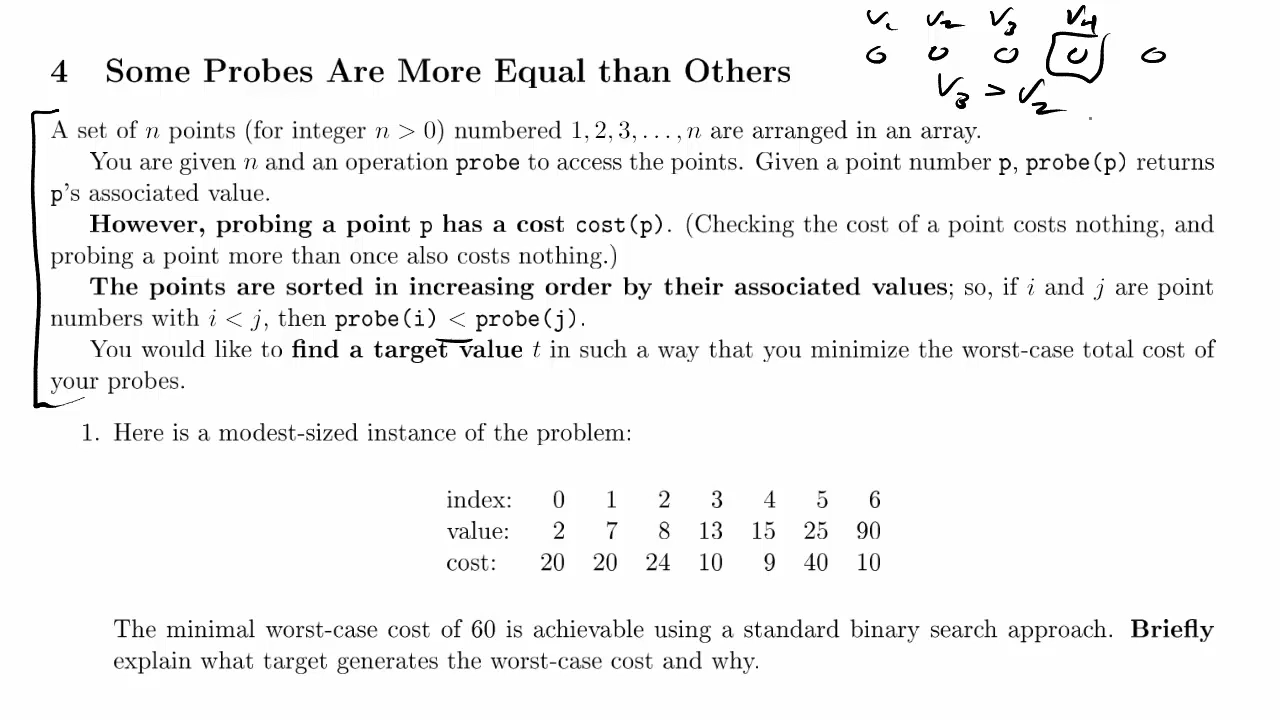 V1 V2 V3 V4
0 0 0 0 0
V3 > V2
4 Some Probes Are More Equal than Others
A set of n points (for integer n > 0) numbered 1, 2, 3, . . . , n are arranged in an array.
You are given n and an operation probe to access the points. Given a point number p, probe(p) returns
p's associated value.
However, probing a point p has a cost cost(p). (Checking the cost of a point costs nothing, and
probing a point more than once also costs nothing.)
The points are sorted in increasing order by their associated values; so, if i and j are point
numbers with i < j, then probe(i) < probe(j).
You would like to find a target value t in such a way that you minimize the worst-case total cost of
your probes.
1. Here is a modest-sized instance of the problem:
index: 0 1 2 3 4 5 6
value: 2 7 8 13 15 25 90
cost: 20 20 24 10 9 40 10
The minimal worst-case cost of 60 is achievable using a standard binary search approach. Briefly
explain what target generates the worst-case cost and why.